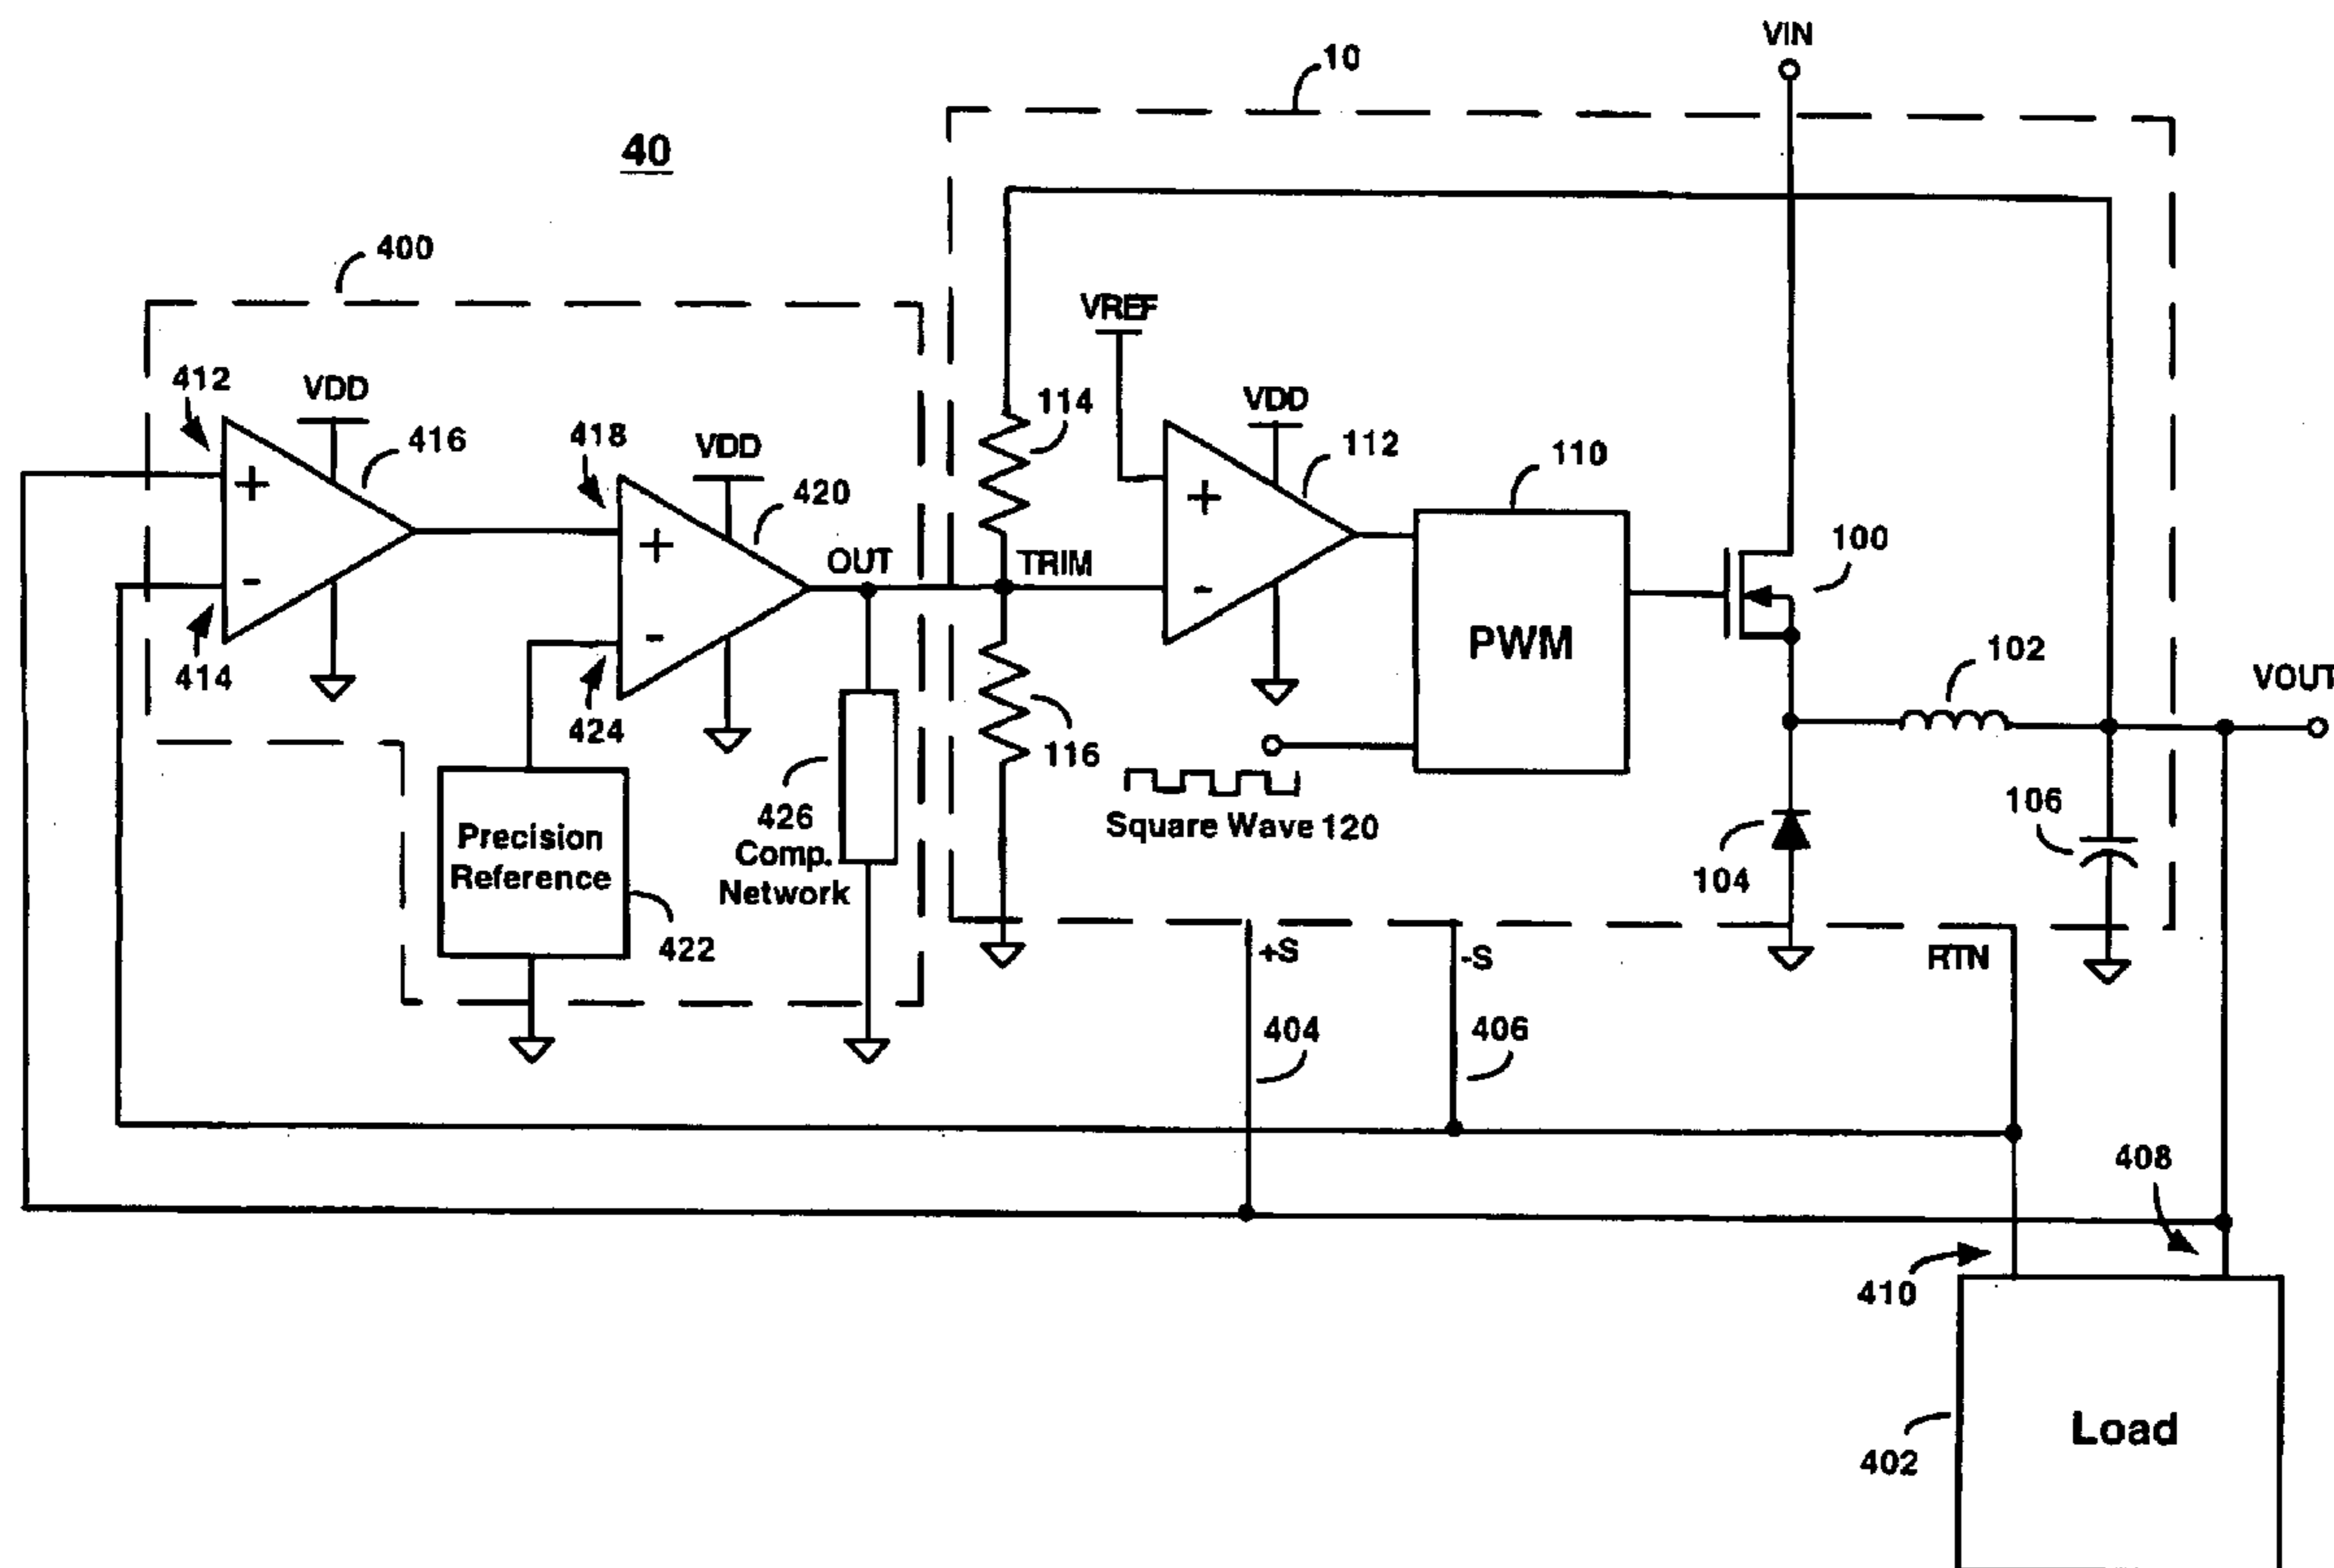 VIN
10
40
400
VREF
412
VDD
416
418
VDD
420
114
VDD
112
110
100
OUT
TRIM
+
-
+
-
+
-
414
424
116
PWM
102
VOUT
Precision
Reference
422
426
Comp.
Network
Square Wave 120
104
106
+S
-S
RTN
404
406
408
410
Load
402